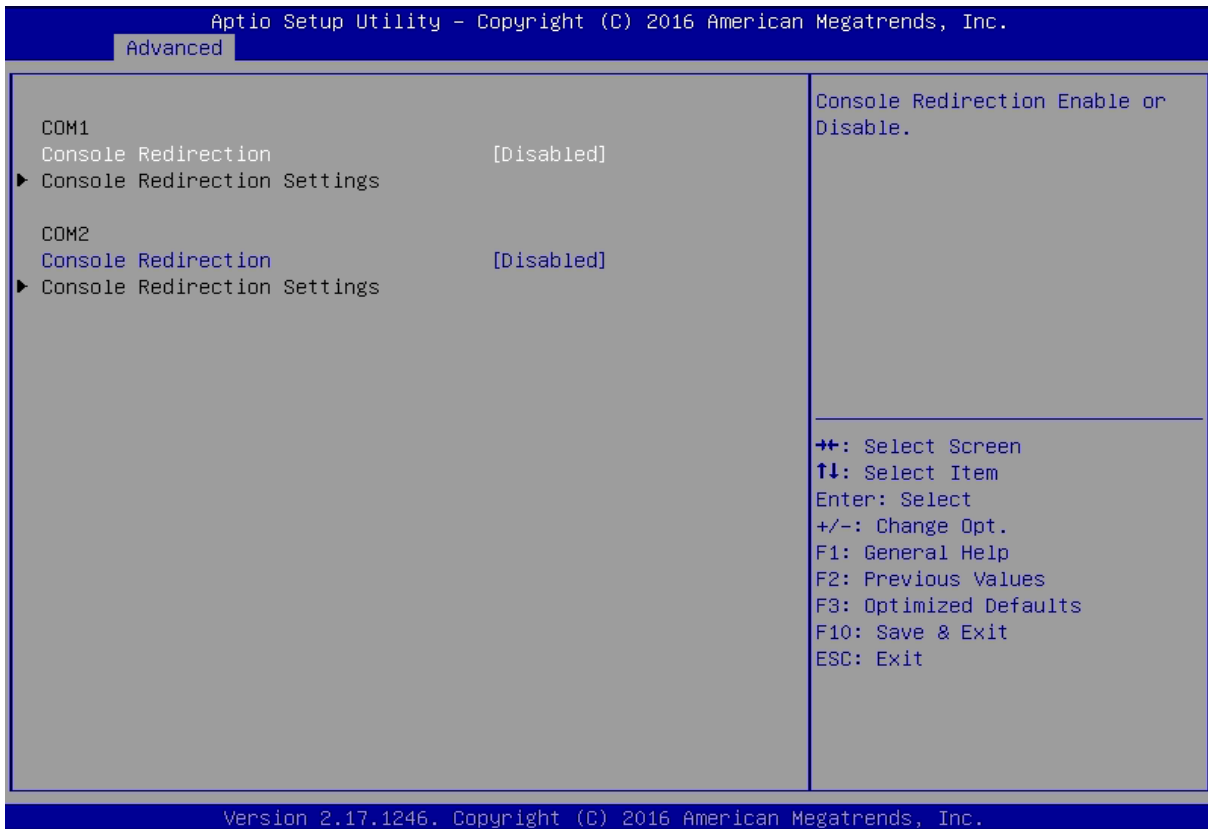 Aptio Setup Utility – Copyright (C) 2016 American Megatrends, Inc.
Advanced
COM1
Console Redirection [Disabled]
▶ Console Redirection Settings
COM2
Console Redirection [Disabled]
▶ Console Redirection Settings
Console Redirection Enable or
Disable.
→←: Select Screen
↑↓: Select Item
Enter: Select
+/-: Change Opt.
F1: General Help
F2: Previous Values
F3: Optimized Defaults
F10: Save & Exit
ESC: Exit
Version 2.17.1246. Copyright (C) 2016 American Megatrends, Inc.